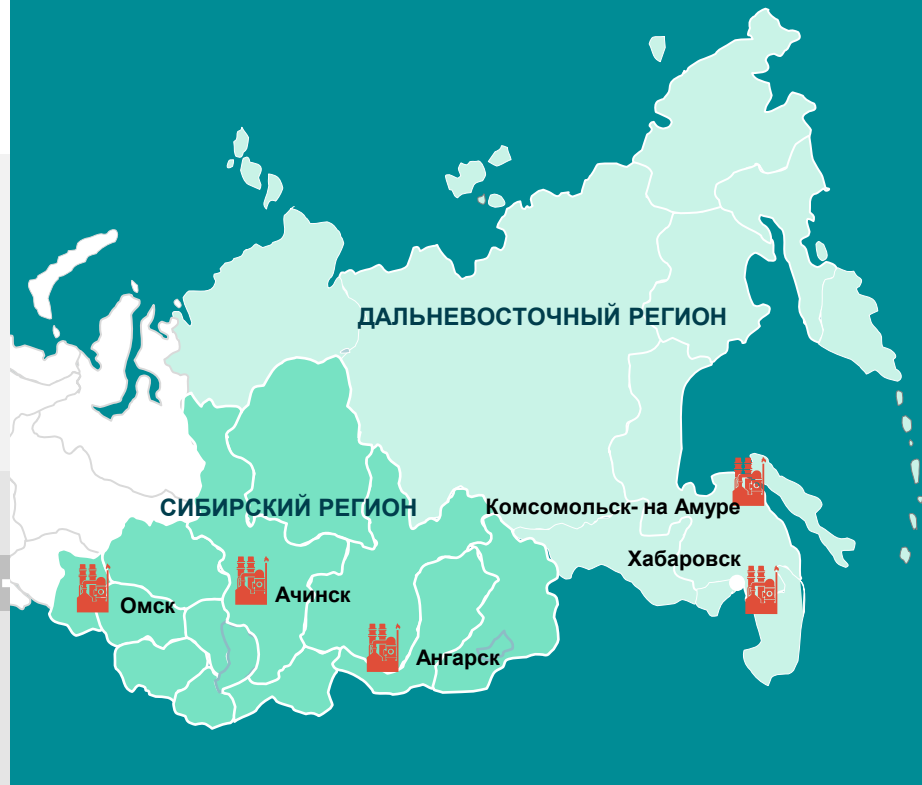 ДАЛЬНЕВОСТОЧНЫЙ РЕГИОН
СИБИРСКИЙ РЕГИОН
Комсомольск- на Амуре
Хабаровск
Омск
Ачинск
Ангарск